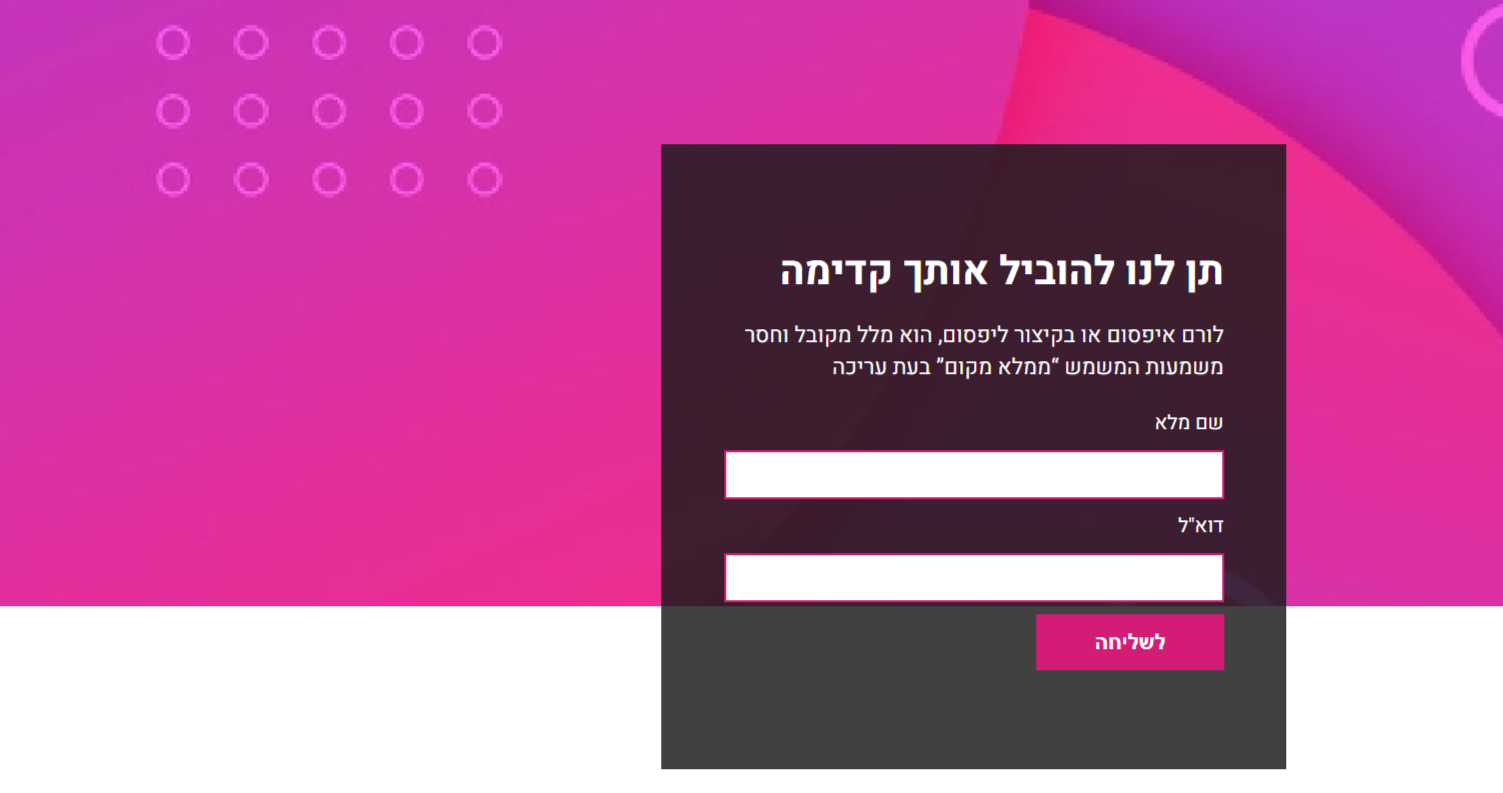 תן לנו להוביל אותך קדימה
לורם איפסום או בקיצור ליפסום, הוא מלל מקובל וחסר
משמעות המשמש “ממלא מקום” בעת עריכה
שם מלא
דוא"ל
לשליחה